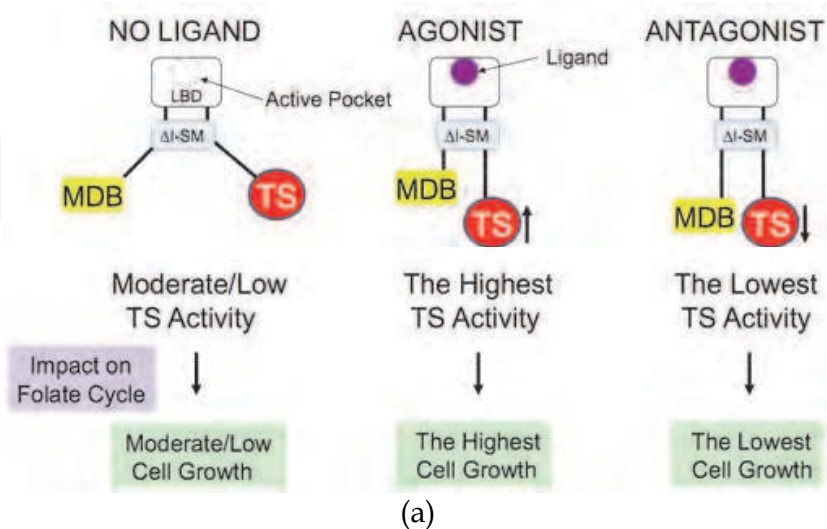 NO LIGAND
AGONIST
ANTAGONIST
LBD
Active Pocket
Ligand
ΔI-SM
ΔI-SM
ΔI-SM
MDB
TS
MDB
TS
MDB
TS
Moderate/Low
TS Activity
The Highest
TS Activity
The Lowest
TS Activity
Impact on
Folate Cycle
Moderate/Low
Cell Growth
The Highest
Cell Growth
The Lowest
Cell Growth
(a)